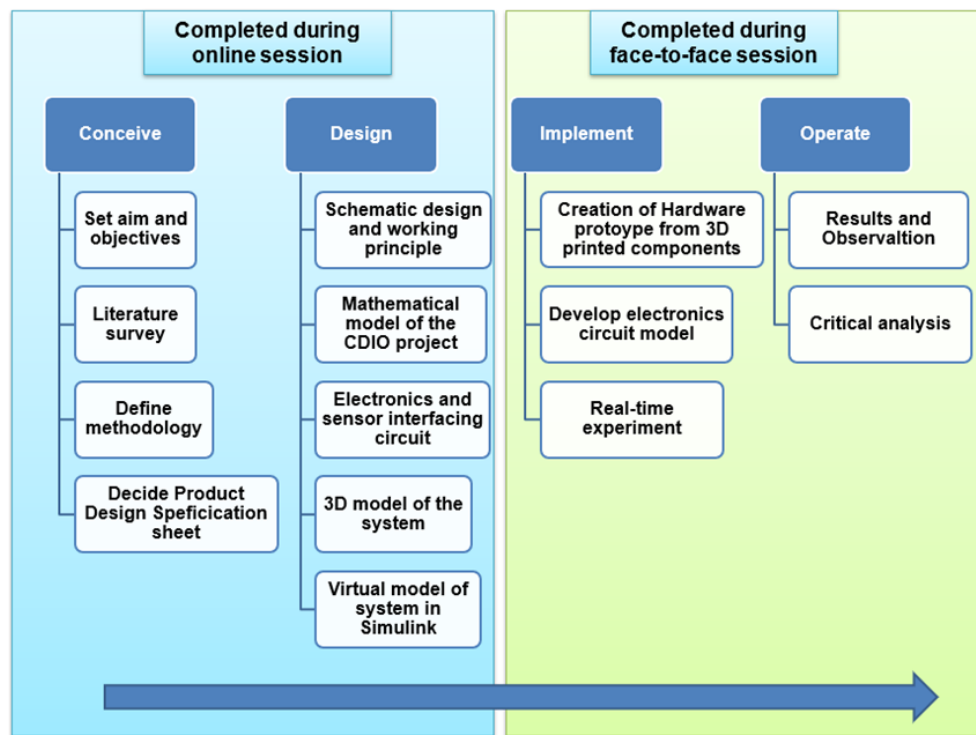 Completed during
online session
Completed during
face-to-face session
Conceive
Set aim and
objectives
Literature
survey
Define
methodology
Decide Product
Design Speficication
sheet
Design
Schematic design
and working
principle
Mathematical
model of the
CDIO project
Electronics and
sensor interfacing
circuit
3D model of the
system
Virtual model of
system in
Simulink
Implement
Creation of Hardware
protoype from 3D
printed components
Develop electronics
circuit model
Real-time
experiment
Operate
Results and
Observaltion
Critical analysis